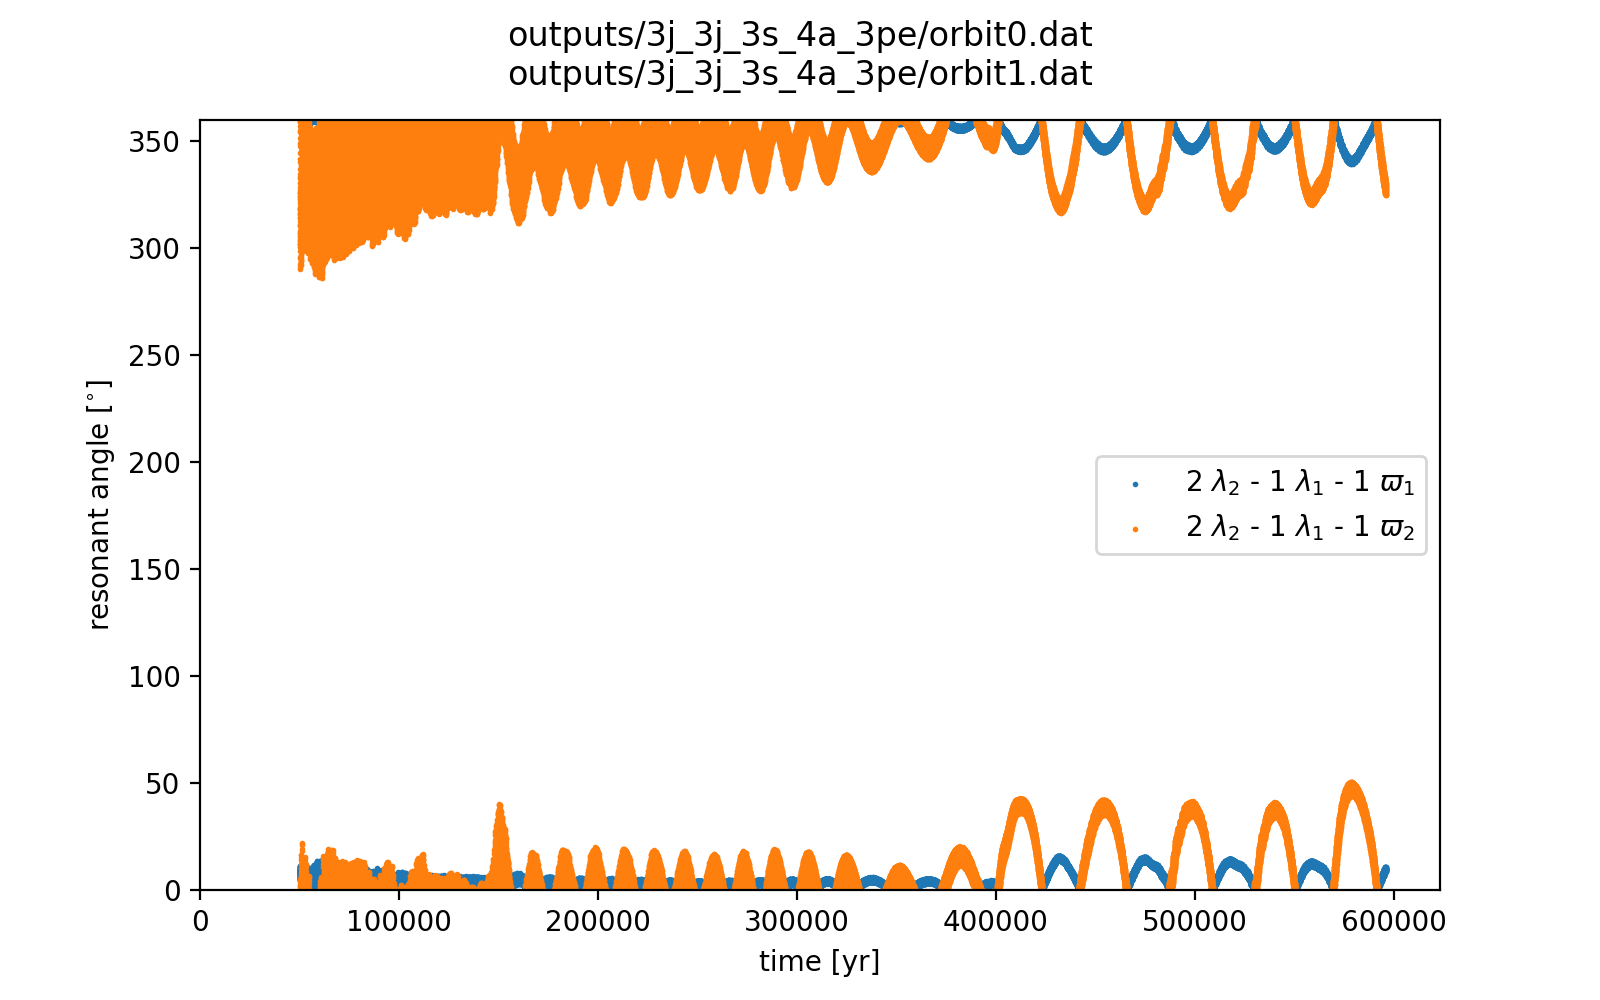 outputs/3j_3j_3s_4a_3pe/orbit0.dat
outputs/3j_3j_3s_4a_3pe/orbit1.dat
350
300
250
200
150
100
50
0
resonant angle [°]
2 λ₂ - 1 λ₁ - 1 ϖ₁
2 λ₂ - 1 λ₁ - 1 ϖ₂
0 100000 200000 300000 400000 500000 600000
time [yr]